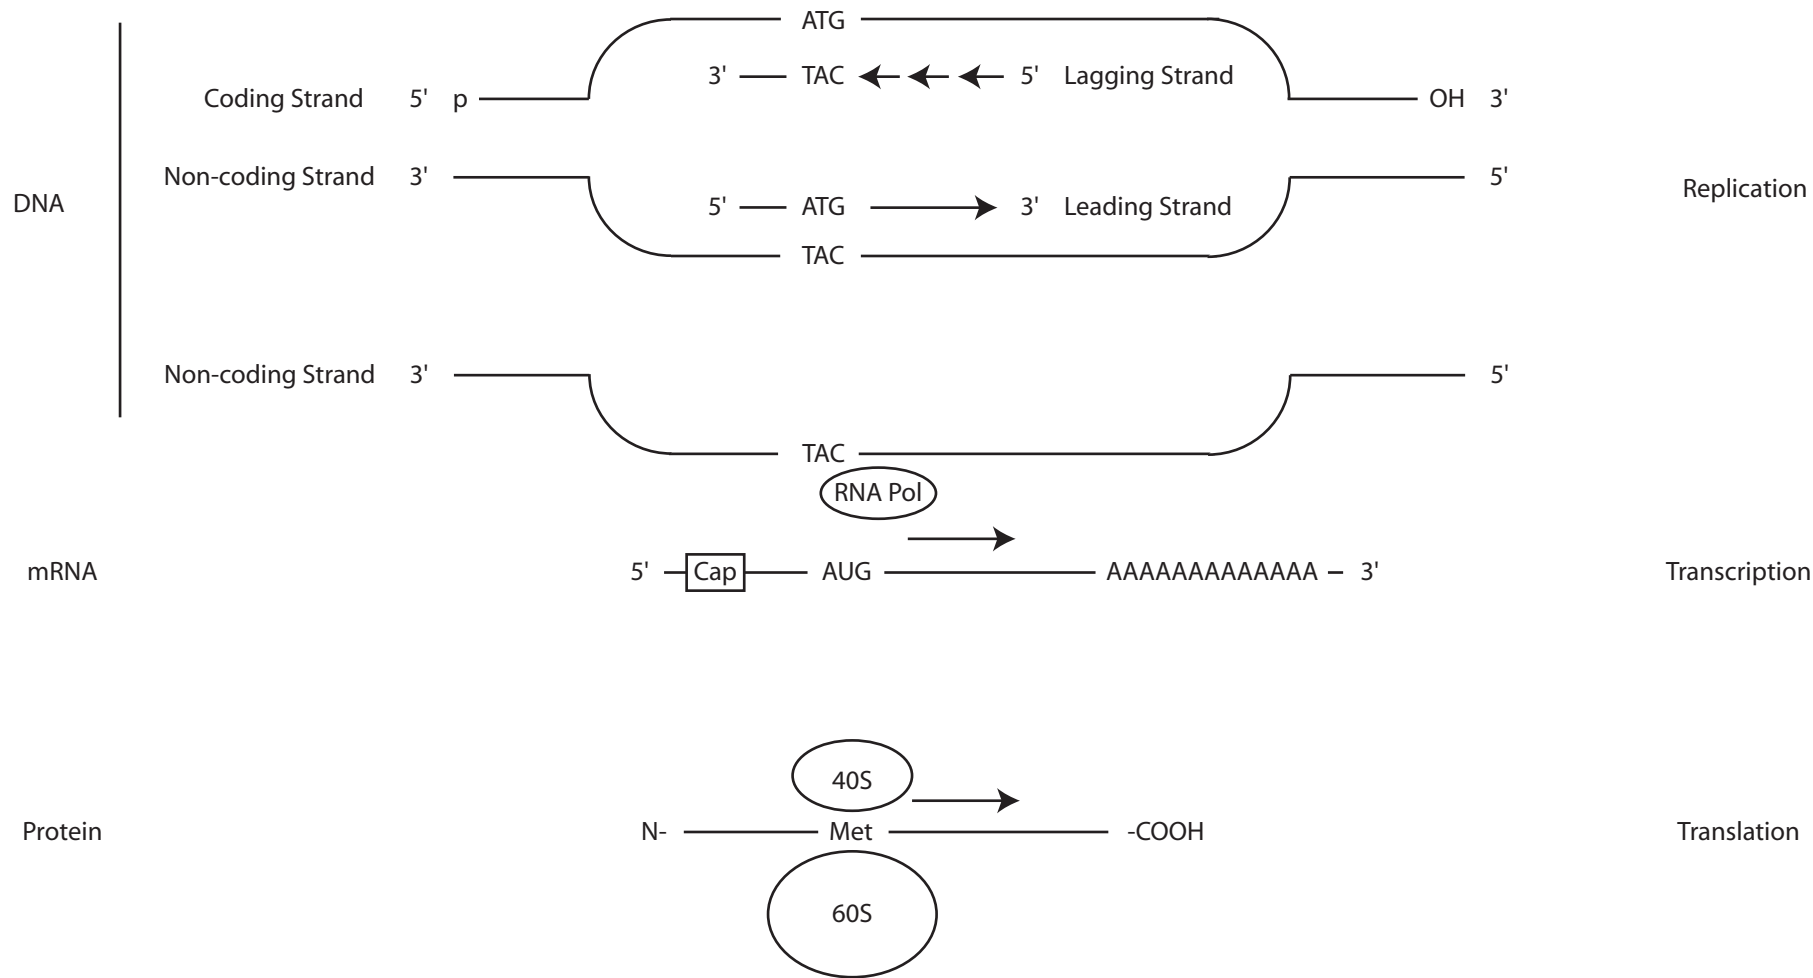 ATG
3' TAC 5' Lagging Strand
Coding Strand 5' p OH 3'
Non-coding Strand 3' 5'
DNA Replication
5' ATG 3' Leading Strand
TAC
Non-coding Strand 3' 5'
TAC
RNA Pol
mRNA 5' Cap AUG AAAAAAAAAAAAA 3' Transcription
40S
Protein N- Met -COOH Translation
60S